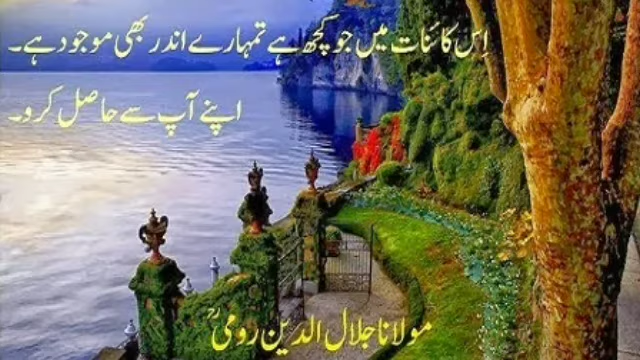 اِس کائنات میں جو کچھ ہے تمہارے اندر بھی موجود ہے۔
اپنے آپ سے حاصل کرو۔
مولانا جلال الدین رومیؒ